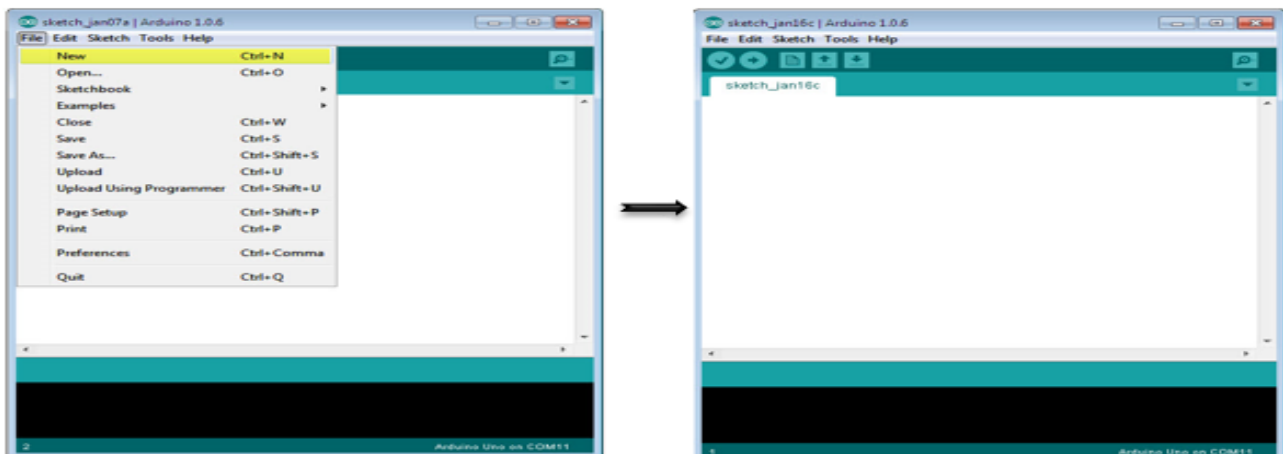 sketch_jan07a | Arduino 1.0.6
File Edit Sketch Tools Help
New Ctrl+N
Open... Ctrl+O
Sketchbook
Examples
Close Ctrl+W
Save Ctrl+S
Save As... Ctrl+Shift+S
Upload Ctrl+U
Upload Using Programmer Ctrl+Shift+U
Page Setup Ctrl+Shift+P
Print Ctrl+P
Preferences Ctrl+Comma
Quit Ctrl+Q
2 Arduino Uno on COM11
sketch_jan16c | Arduino 1.0.6
File Edit Sketch Tools Help
sketch_jan16c
1 Arduino Uno on COM11